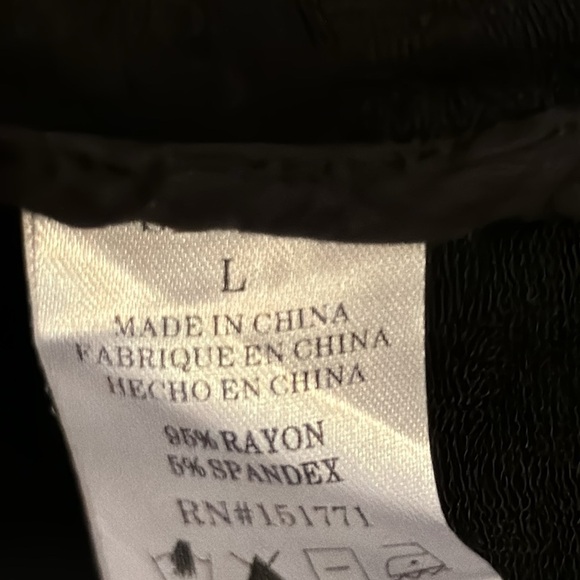 L
MADE IN CHINA
FABRIQUE EN CHINA
HECHO EN CHINA
95% RAYON
5% SPANDEX
RN#151771